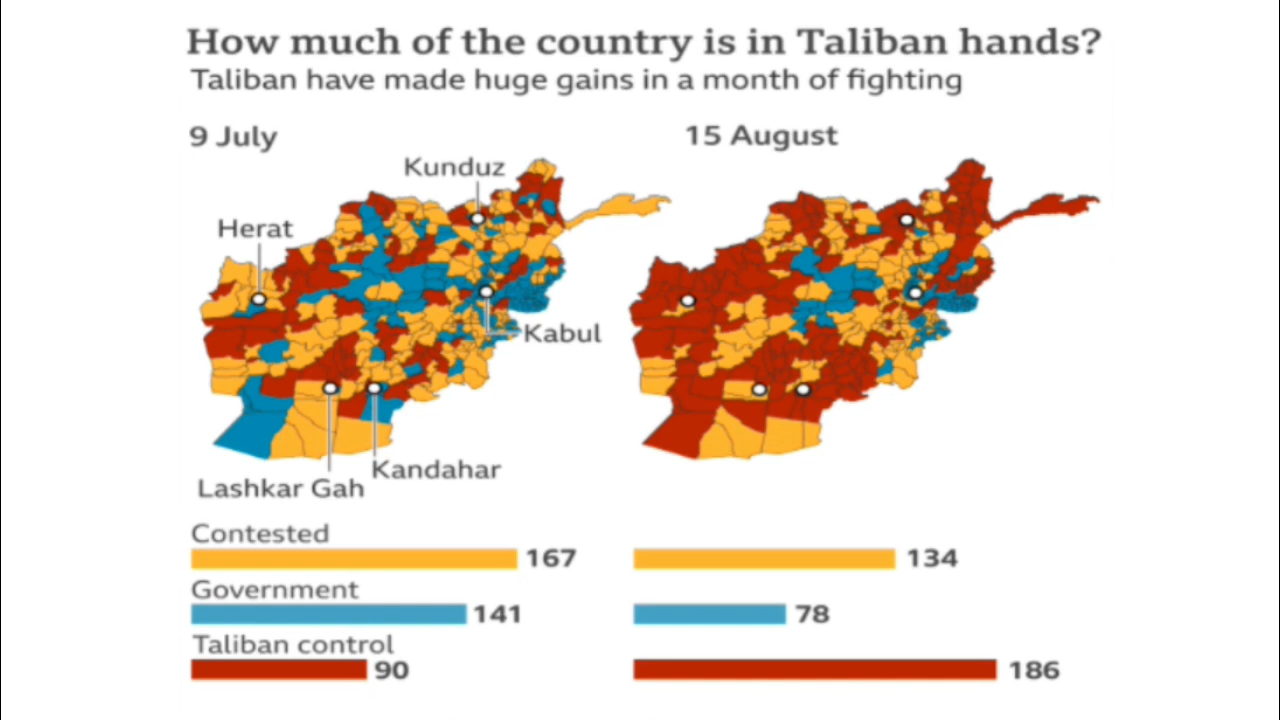 How much of the country is in Taliban hands?
Taliban have made huge gains in a month of fighting
9 July
15 August
Kunduz
Herat
Kabul
Kandahar
Lashkar Gah
Contested
167
134
Government
141
78
Taliban control
90
186